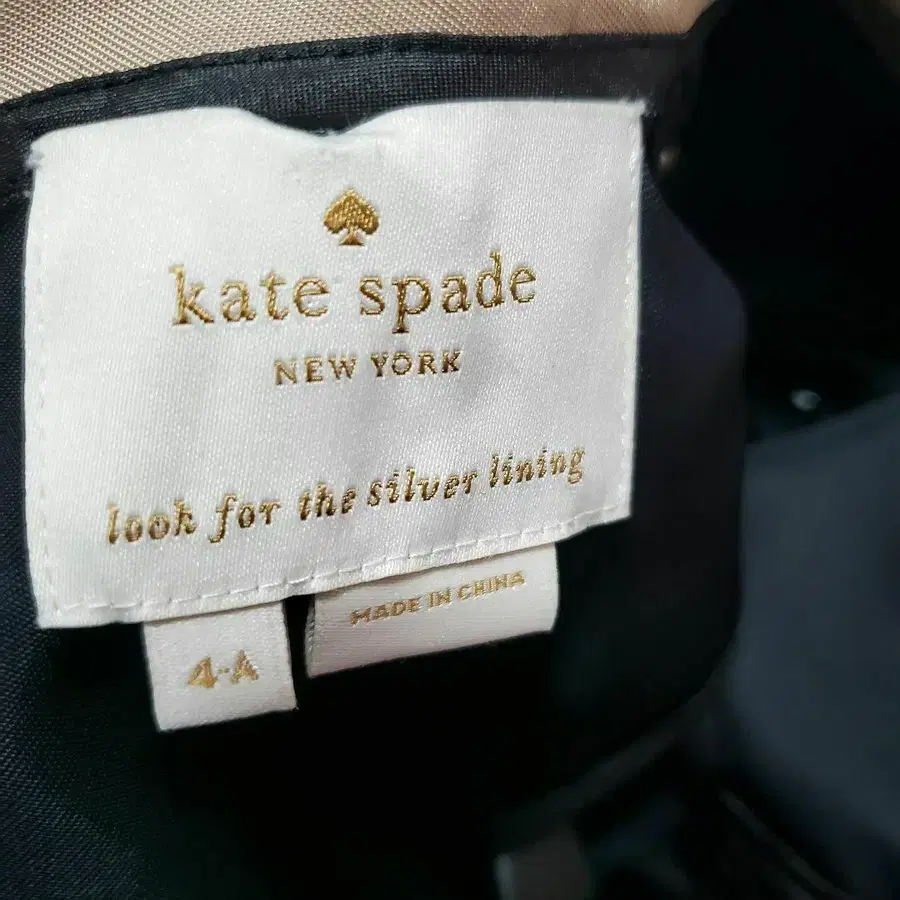 kate spade
NEW YORK
look for the silver lining
MADE IN CHINA
4-A